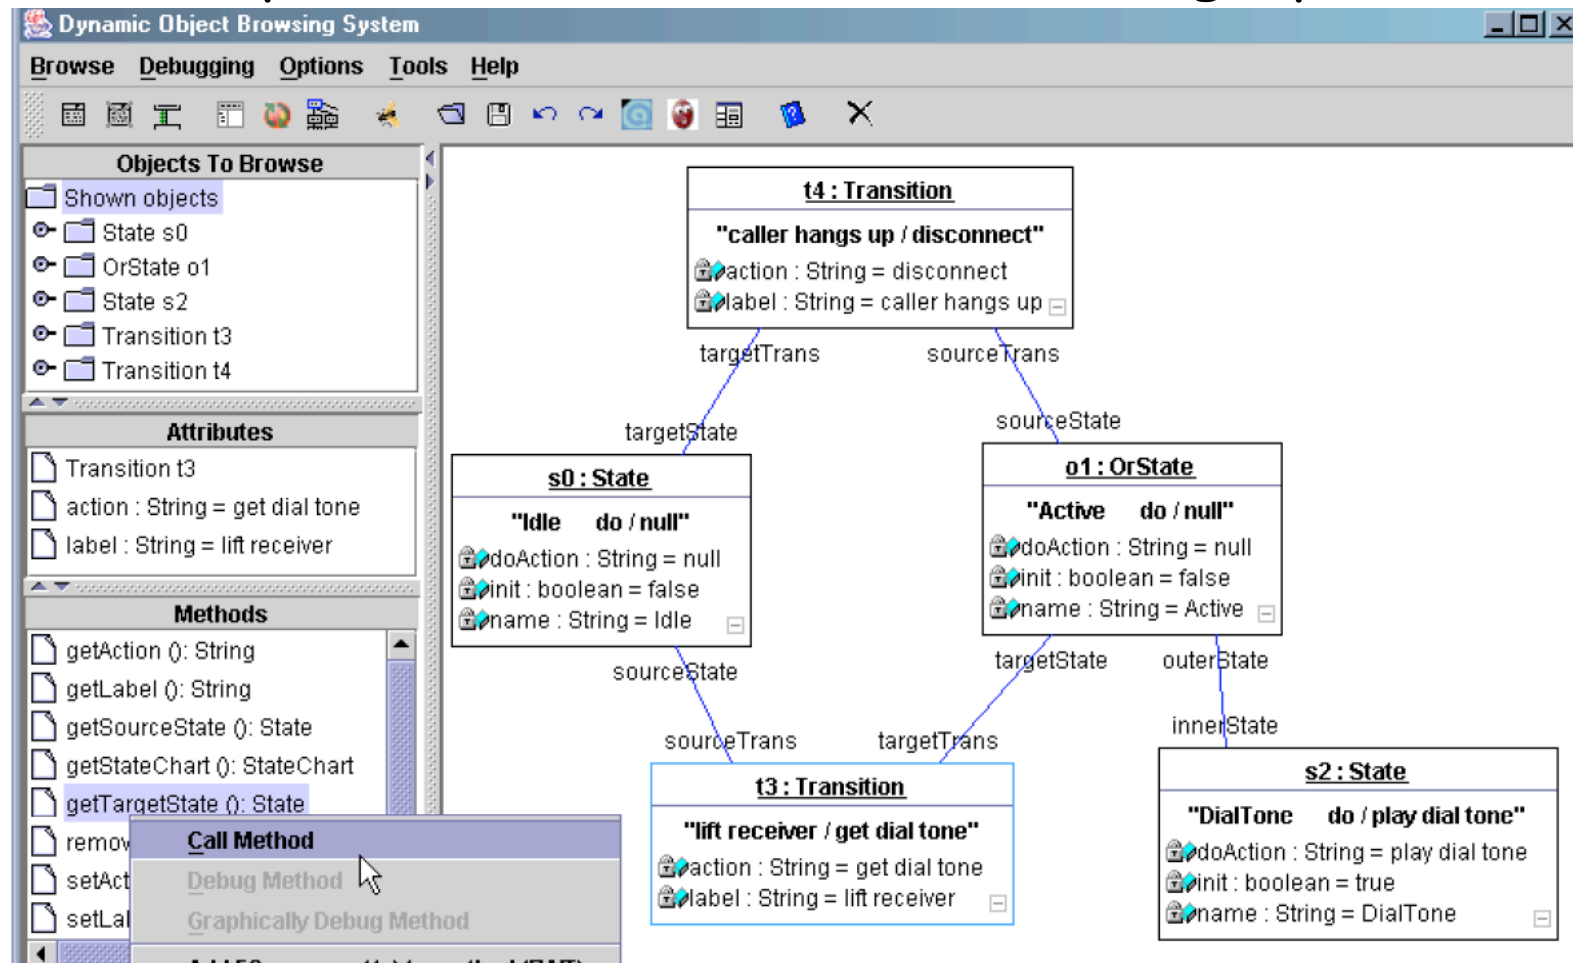 Dynamic Object Browsing System
Browse Debugging Options Tools Help
Objects To Browse
Shown objects
State s0
OrState o1
State s2
Transition t3
Transition t4
Attributes
Transition t3
action : String = get dial tone
label : String = lift receiver
Methods
getAction (): String
getLabel (): String
getSourceState (): State
getStateChart (): StateChart
getTargetState (): State
remov
setAct
setLal
Call Method
Debug Method
Graphically Debug Method
t4 : Transition
"caller hangs up / disconnect"
action : String = disconnect
label : String = caller hangs up
targetTrans
sourceTrans
targetState
sourceState
s0 : State
"Idle do / null"
doAction : String = null
init : boolean = false
name : String = Idle
o1 : OrState
"Active do / null"
doAction : String = null
init : boolean = false
name : String = Active
sourceState
targetState
outerState
sourceTrans
targetTrans
innerState
t3 : Transition
"lift receiver / get dial tone"
action : String = get dial tone
label : String = lift receiver
s2 : State
"DialTone do / play dial tone"
doAction : String = play dial tone
init : boolean = true
name : String = DialTone